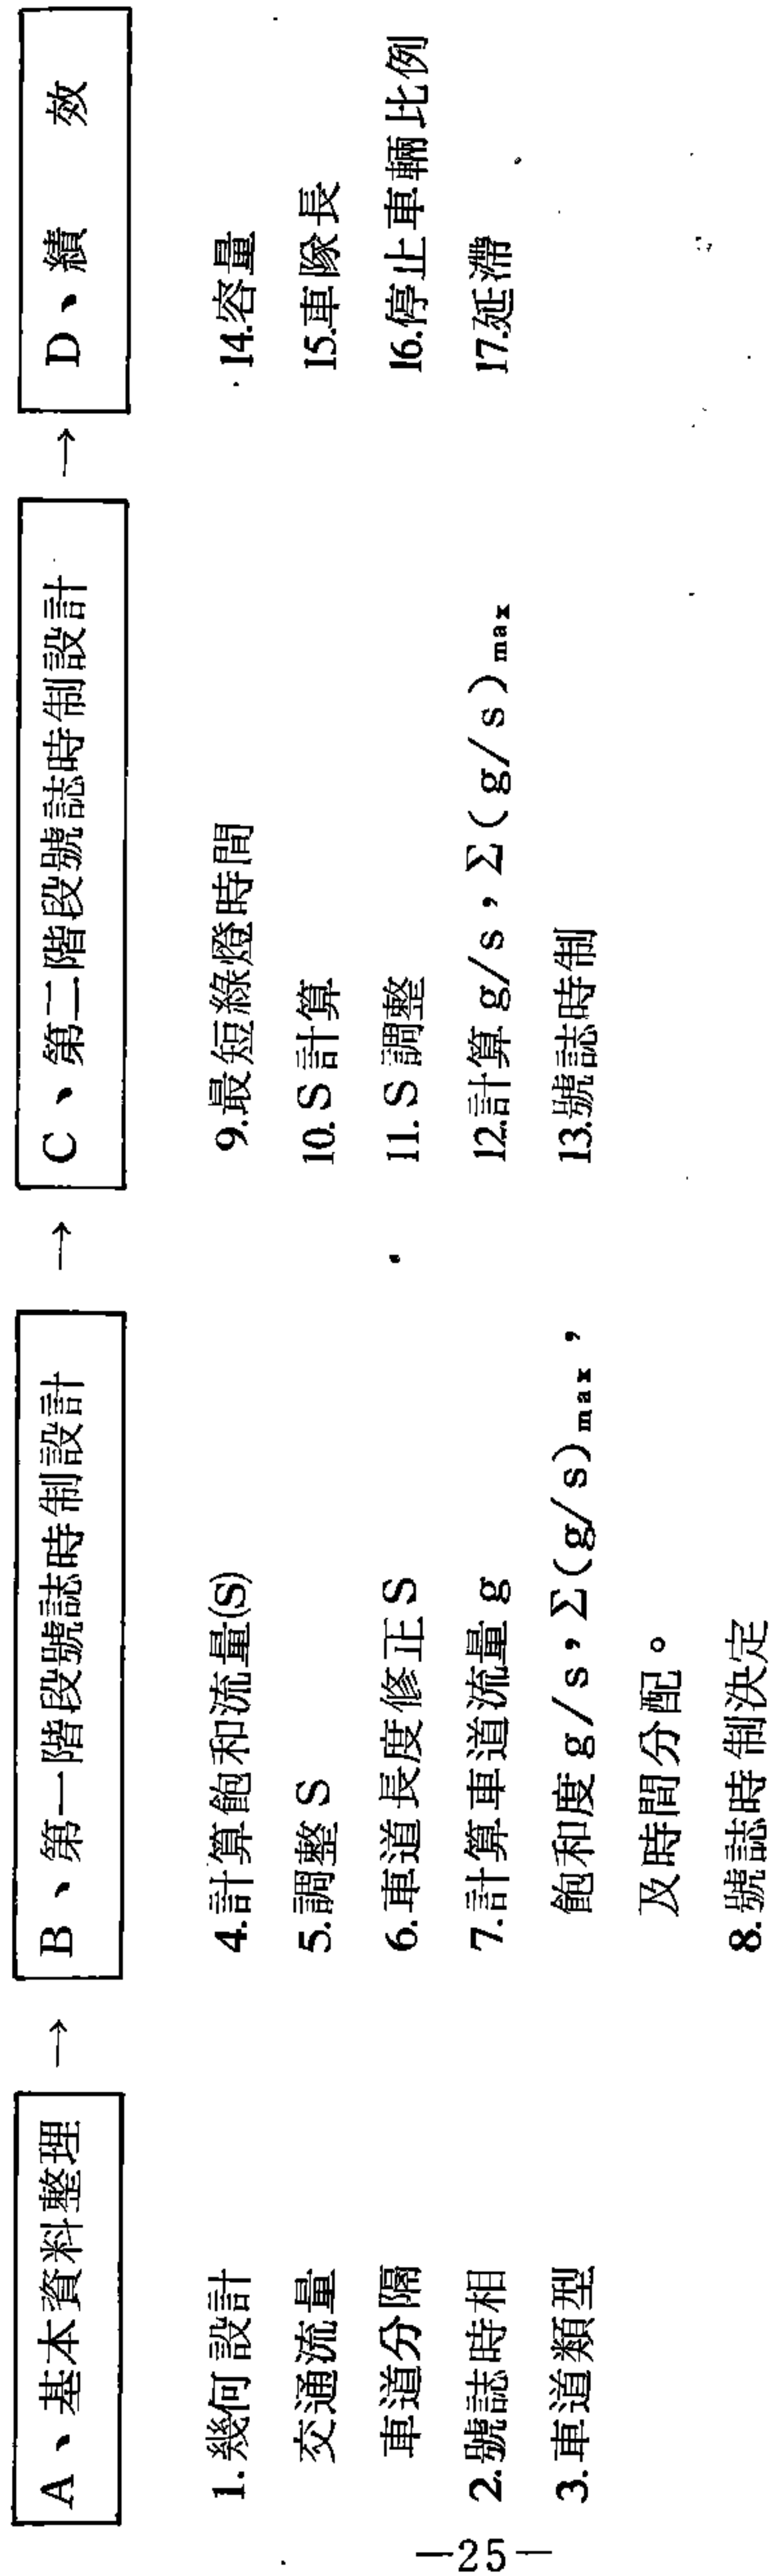 A、基本資料整理 → B、第一階段號誌時制設計 → C、第二階段號誌時制設計 → D、績 效
1.幾何設計
交通流量
車道分隔
2.號誌時相
3.車道類型
4.計算飽和流量(S)
5.調整S
6.車道長度修正S
7.計算車道流量g
飽和度g/s,Σ(g/s)max,
及時間分配。
8.號誌時制決定
9.最短綠燈時間
10.S計算
11.S調整
12.計算g/s,Σ(g/s)max
13.號誌時制
14.容量
15.車隊長
16.停止車輛比例
17.延滯
—25—